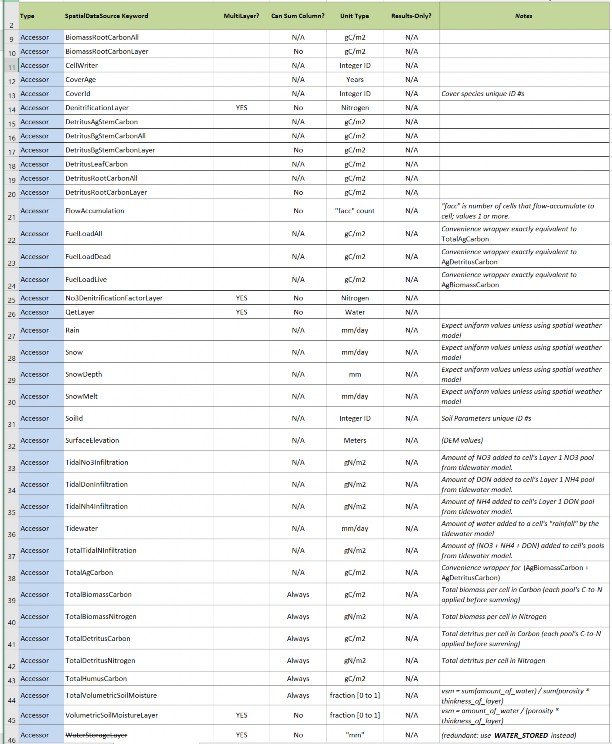 2 Type SpatialDataSource Keyword MultiLayer? Can Sum Column? Unit Type Results-Only? Notes
9 Accessor BiomassRootCarbonAll N/A gC/m2 N/A
10 Accessor BiomassRootCarbonLayer No gC/m2 N/A
11 Accessor CellWriter N/A Integer ID N/A
12 Accessor CoverAge N/A Years N/A
13 Accessor CoverId N/A Integer ID N/A Cover species unique ID #s
14 Accessor DenitrificationLayer YES No Nitrogen N/A
15 Accessor DetritusAgStemCarbon N/A gC/m2 N/A
16 Accessor DetritusBgStemCarbonAll N/A gC/m2 N/A
17 Accessor DetritusBgStemCarbonLayer No gC/m2 N/A
18 Accessor DetritusLeafCarbon N/A gC/m2 N/A
19 Accessor DetritusRootCarbonAll N/A gC/m2 N/A
20 Accessor DetritusRootCarbonLayer No gC/m2 N/A
21 Accessor FlowAccumulation No "facc" count N/A "facc" is number of cells that flow-accumulate to
cell; values 1 or more.
22 Accessor FuelLoadAll N/A gC/m2 N/A Convenience wrapper exactly equivalent to
TotalAgCarbon
23 Accessor FuelLoadDead N/A gC/m2 N/A Convenience wrapper exactly equivalent to
AgDetritusCarbon
24 Accessor FuelLoadLive N/A gC/m2 N/A Convenience wrapper exactly equivalent to
AgBiomassCarbon
25 Accessor No3DenitrificationFactorLayer YES No Nitrogen N/A
26 Accessor QetLayer YES No Water N/A
27 Accessor Rain N/A mm/day N/A Expect uniform values unless using spatial weather
model
28 Accessor Snow N/A mm/day N/A Expect uniform values unless using spatial weather
model
29 Accessor SnowDepth N/A mm N/A Expect uniform values unless using spatial weather
model
30 Accessor SnowMelt N/A mm/day N/A Expect uniform values unless using spatial weather
model
31 Accessor SoilId N/A Integer ID N/A Soil Parameters unique ID #s
32 Accessor SurfaceElevation N/A Meters N/A (DEM values)
33 Accessor TidalNo3Infiltration N/A gN/m2 N/A Amount of NO3 added to cell's Layer 1 NO3 pool
from tidewater model.
34 Accessor TidalDonInfiltration N/A gN/m2 N/A Amount of DON added to cell's Layer 1 NH4 pool
from tidewater model.
35 Accessor TidalNh4Infiltration N/A gN/m2 N/A Amount of NH4 added to cell's Layer 1 DON pool
from tidewater model.
36 Accessor Tidewater N/A mm/day N/A Amount of water added to a cell's "rainfall" by the
tidewater model
37 Accessor TotalTidalNInfiltration N/A gN/m2 N/A Amount of (NO3 + NH4 + DON) added to cell's pools
from tidewater model.
38 Accessor TotalAgCarbon N/A gC/m2 N/A Convenience wrapper for (AgBiomassCarbon +
AgDetritusCarbon)
39 Accessor TotalBiomassCarbon Always gC/m2 N/A Total biomass per cell in Carbon (each pool's C-to-N
applied before summing)
40 Accessor TotalBiomassNitrogen Always gN/m2 N/A Total biomass per cell in Nitrogen
41 Accessor TotalDetritusCarbon Always gC/m2 N/A Total detritus per cell in Carbon (each pool's C-to-N
applied before summing)
42 Accessor TotalDetritusNitrogen Always gN/m2 N/A Total detritus per cell in Nitrogen
43 Accessor TotalHumusCarbon Always gC/m2 N/A
44 Accessor TotalVolumetricSoilMoisture Always fraction [0 to 1] N/A vsm = sum(amount_of_water) / sum(porosity *
thinkness_of_layer)
45 Accessor VolumetricSoilMoistureLayer YES No fraction [0 to 1] N/A vsm = amount_of_water / (porosity *
thinkness_of_layer)
46 Accessor WaterStorageLayer YES No "mm" N/A (redundant: use WATER_STORED instead)